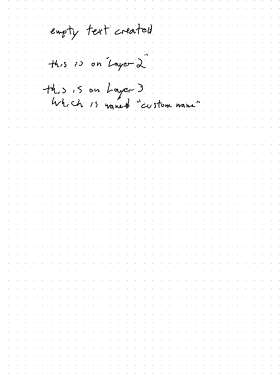 empty text created
this is on "Layer 2"
this is on Layer 3
Which is named "custom name"